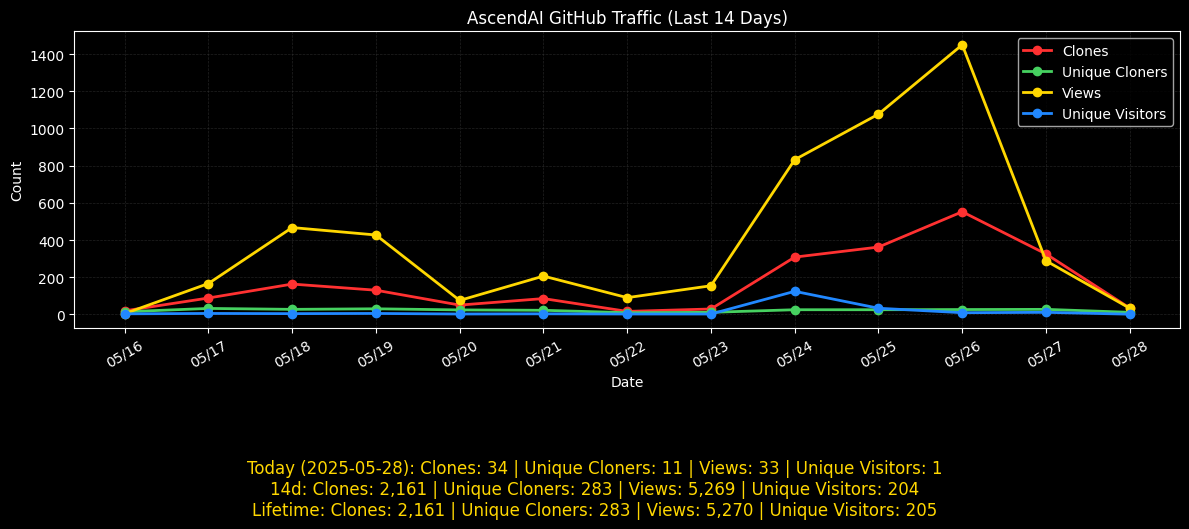 AscendAI GitHub Traffic (Last 14 Days)
1400
1200
1000
800
600
400
200
0
Count
Clones
Unique Cloners
Views
Unique Visitors
05/16
05/17
05/18
05/19
05/20
05/21
05/22
05/23
05/24
05/25
05/26
05/27
05/28
Date
Today (2025-05-28): Clones: 34 | Unique Cloners: 11 | Views: 33 | Unique Visitors: 1
14d: Clones: 2,161 | Unique Cloners: 283 | Views: 5,269 | Unique Visitors: 204
Lifetime: Clones: 2,161 | Unique Cloners: 283 | Views: 5,270 | Unique Visitors: 205